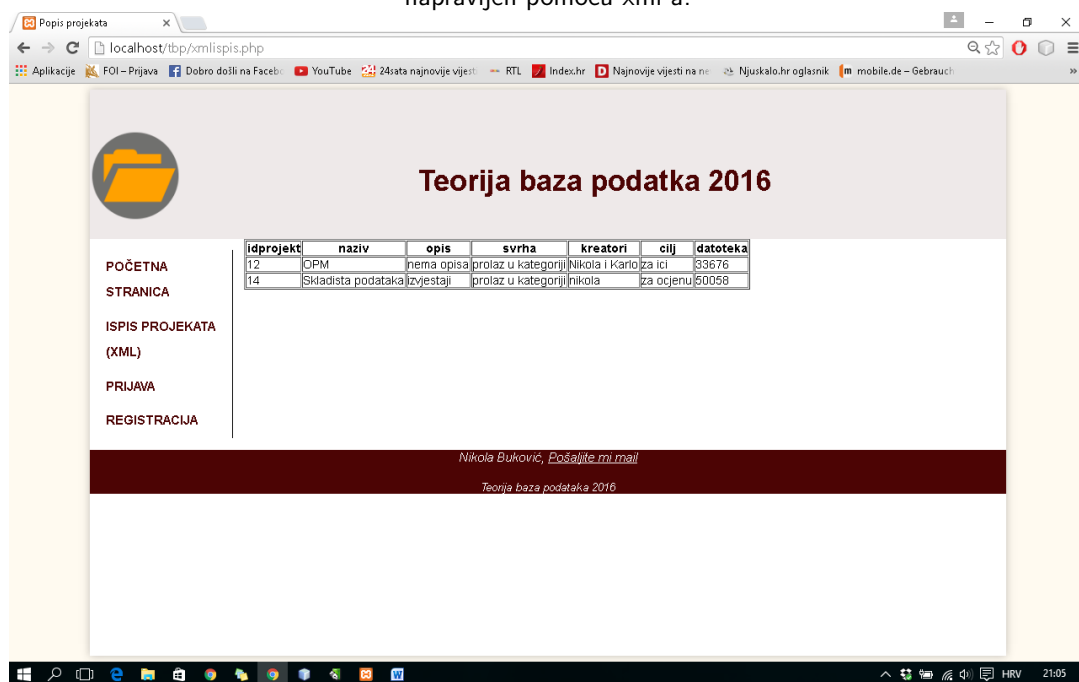 napravljen pomoću xml-a.
Popis projekata
localhost/tbp/xmlispis.php
Aplikacije FOI – Prijava Dobro došli na Facebo YouTube 24sata najnovije vijest RTL Index.hr Najnovije vijesti na ne Njuskalo.hr oglasnik mobile.de – Gebrauch
Teorija baza podatka 2016
POČETNA
STRANICA
ISPIS PROJEKATA
(XML)
PRIJAVA
REGISTRACIJA
idprojekt naziv opis svrha kreatori cilj datoteka
12 OPM nema opisa prolaz u kategoriji Nikola i Karlo za ici 33676
14 Skladista podataka izvjestaji prolaz u kategoriji nikola za ocjenu 50058
Nikola Buković, Pošaljite mi mail
Teorija baza podataka 2016
HRV 21:05